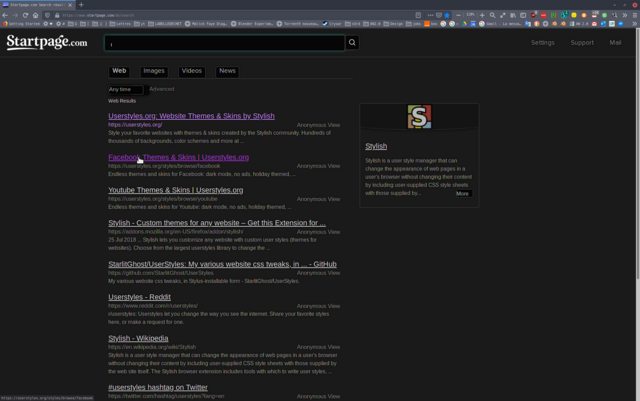 Startpage.com Search resul
https://www.startpage.com/do/search
Startpage.com
Settings
Support
Mail
Web
Images
Videos
News
Any time
Advanced
Web Results
Userstyles.org: Website Themes & Skins by Stylish
https://userstyles.org/
Anonymous View
Style your favorite websites with themes & skins created by the Stylish community. Hundreds of
thousands of backgrounds, color schemes and more at ...
Facebook Themes & Skins | Userstyles.org
https://userstyles.org/styles/browse/facebook
Anonymous View
Endless themes and skins for Facebook: dark mode, no ads, holiday themed, ...
Youtube Themes & Skins | Userstyles.org
https://userstyles.org/styles/browse/youtube
Anonymous View
Endless themes and skins for Youtube: dark mode, no ads, holiday themed, ...
Stylish - Custom themes for any website – Get this Extension for ...
https://addons.mozilla.org/en-US/firefox/addon/stylish/
Anonymous View
25 Jul 2018 ... Stylish lets you customize any website with custom user styles (themes for
websites). Choose from the largest userstyles library to change the ...
StarlitGhost/UserStyles: My various website css tweaks, in ... - GitHub
https://github.com/StarlitGhost/UserStyles
Anonymous View
My various website css tweaks, in Stylus-installable form - StarlitGhost/UserStyles.
Userstyles - Reddit
https://www.reddit.com/r/userstyles/
Anonymous View
r/userstyles: Userstyles let you change the way you see the internet. Share your favorite styles
here, or make a request for one.
Stylish - Wikipedia
https://en.wikipedia.org/wiki/Stylish
Anonymous View
Stylish is a user style manager that can change the appearance of web pages in a user's browser
without changing their content by including user-supplied CSS style sheets with those supplied by
the web site itself. The Stylish browser extension includes tools with which to write user styles, ...
#userstyles hashtag on Twitter
https://twitter.com/hashtag/userstyles?lang=en
Anonymous View
S
Stylish
Stylish is a user style manager that can
change the appearance of web pages in a
user's browser without changing their content
by including user-supplied CSS style sheets
with those supplied by...
More
https://userstyles.org/styles/browse/facebook